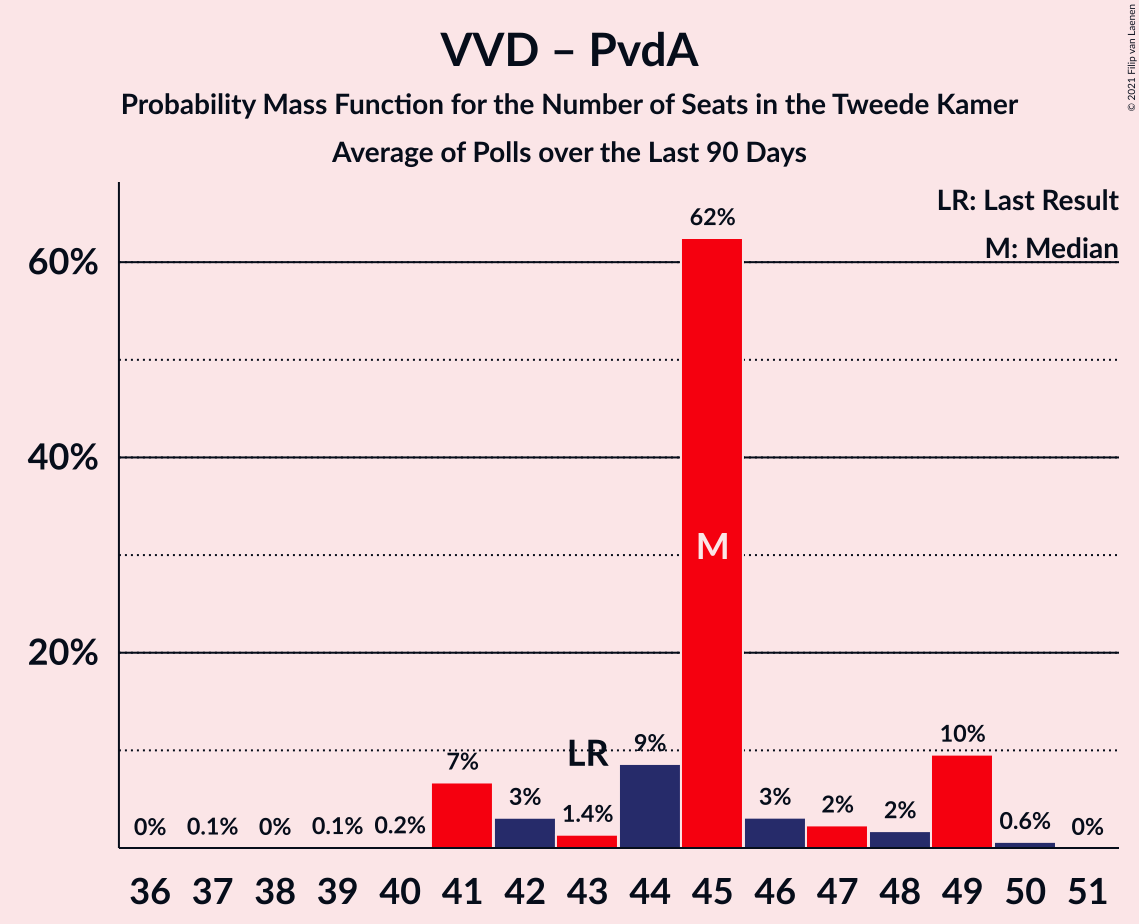 VVD – PvdA
Probability Mass Function for the Number of Seats in the Tweede Kamer
Average of Polls over the Last 90 Days
© 2021 Filip van Laenen
LR: Last Result
M: Median
60%
40%
20%
0% 0.1% 0% 0.1% 0.2% 7% 3% 1.4% 9% 62% 3% 2% 2% 10% 0.6% 0%
LR
M
36 37 38 39 40 41 42 43 44 45 46 47 48 49 50 51